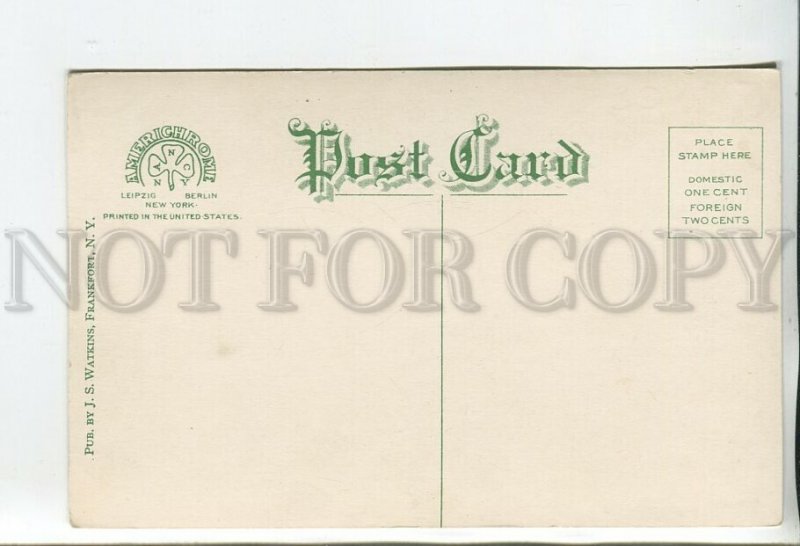 AMERICHROME
ANNCY
LEIPZIG BERLIN
NEW YORK
PRINTED IN THE UNITED STATES.
Post Card
PLACE
STAMP HERE
DOMESTIC
ONE CENT
FOREIGN
TWO CENTS
PUB. BY J. S. WATKINS, FRANKFORT, N. Y.
NOT FOR COPY